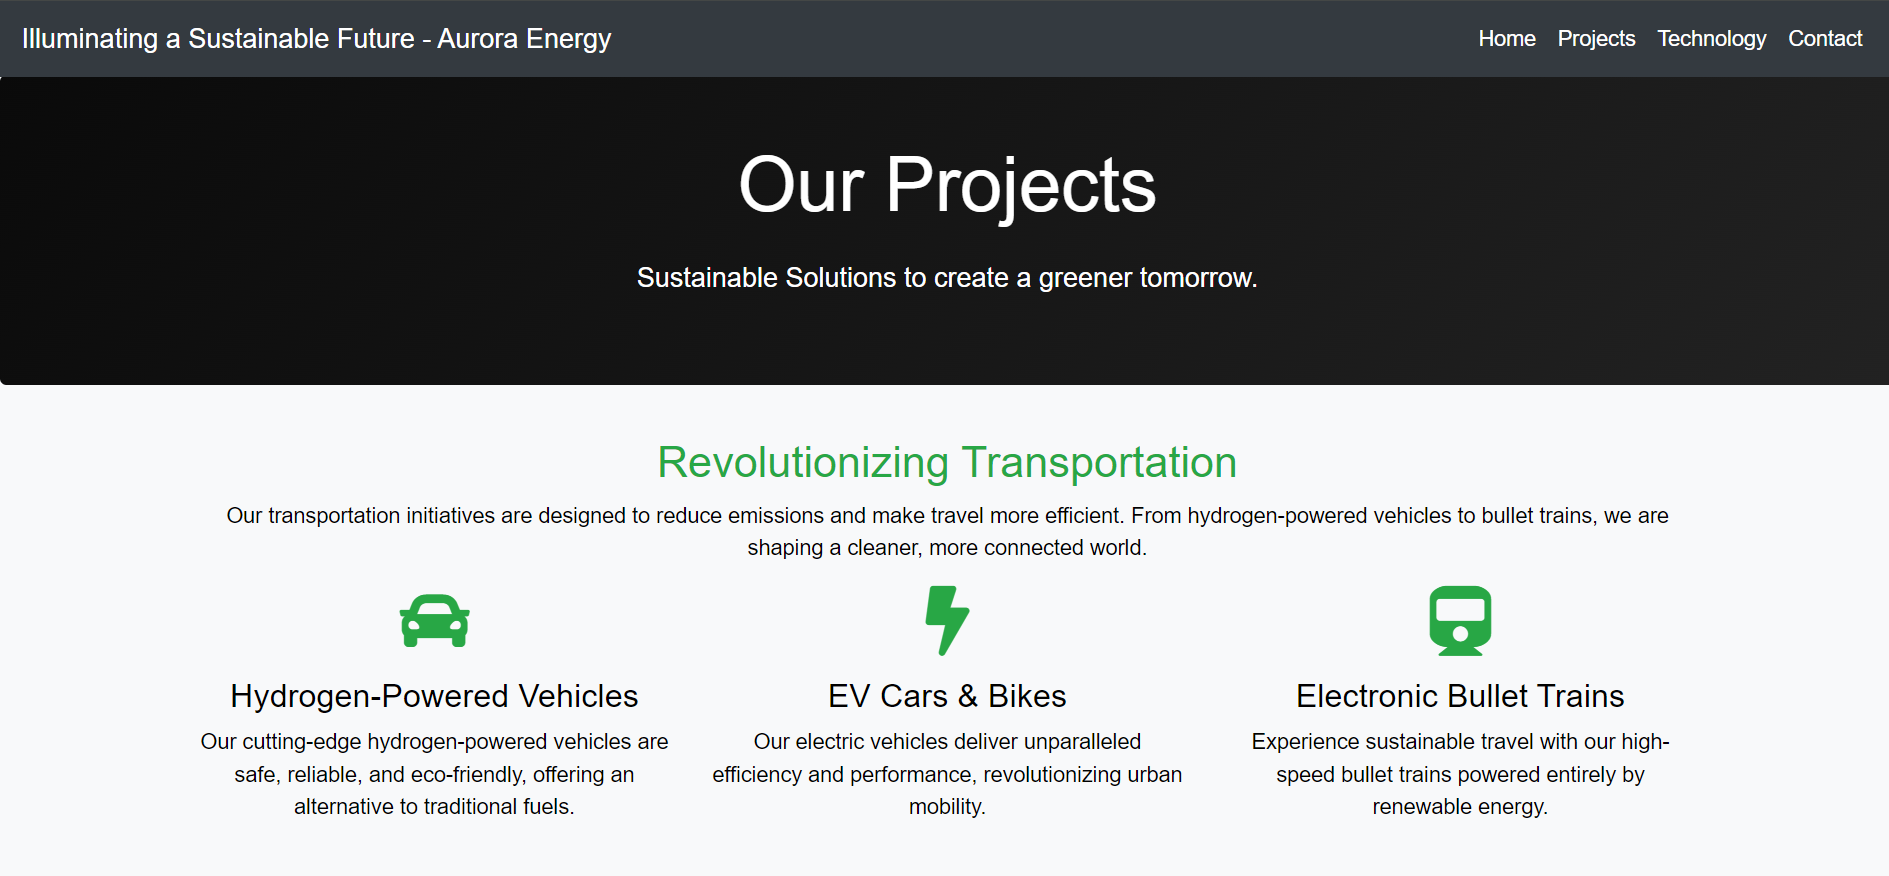 Illuminating a Sustainable Future - Aurora Energy
Home Projects Technology Contact
Our Projects
Sustainable Solutions to create a greener tomorrow.
Revolutionizing Transportation
Our transportation initiatives are designed to reduce emissions and make travel more efficient. From hydrogen-powered vehicles to bullet trains, we are
shaping a cleaner, more connected world.
Hydrogen-Powered Vehicles
Our cutting-edge hydrogen-powered vehicles are
safe, reliable, and eco-friendly, offering an
alternative to traditional fuels.
EV Cars & Bikes
Our electric vehicles deliver unparalleled
efficiency and performance, revolutionizing urban
mobility.
Electronic Bullet Trains
Experience sustainable travel with our high-
speed bullet trains powered entirely by
renewable energy.